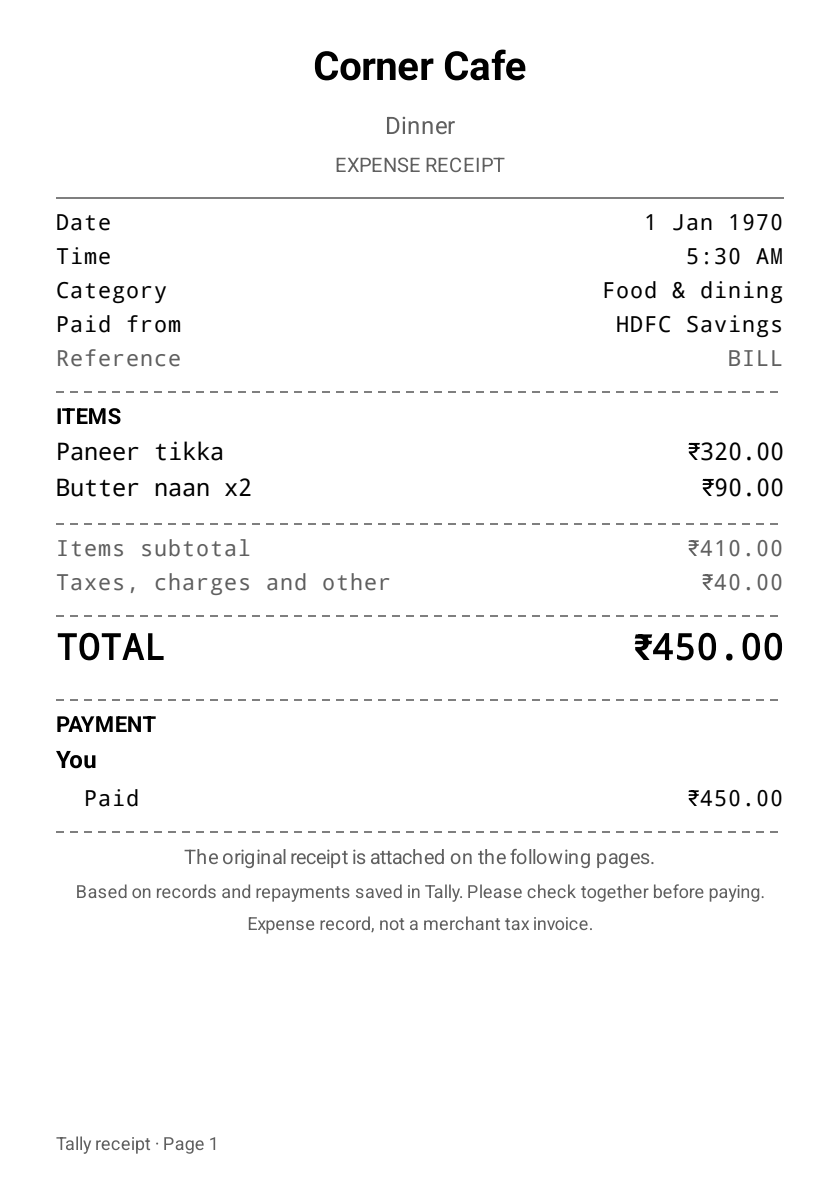 Corner Cafe
Dinner
EXPENSE RECEIPT
Date 1 Jan 1970
Time 5:30 AM
Category Food & dining
Paid from HDFC Savings
Reference BILL
ITEMS
Paneer tikka ₹320.00
Butter naan x2 ₹90.00
Items subtotal ₹410.00
Taxes, charges and other ₹40.00
TOTAL ₹450.00
PAYMENT
You
Paid ₹450.00
The original receipt is attached on the following pages.
Based on records and repayments saved in Tally. Please check together before paying.
Expense record, not a merchant tax invoice.
Tally receipt · Page 1